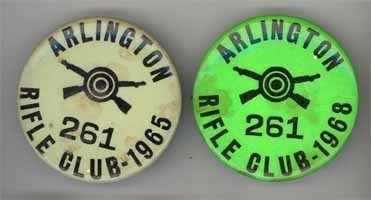 ARLINGTON
261
RIFLE CLUB-1965
ARLINGTON
261
RIFLE CLUB-1968